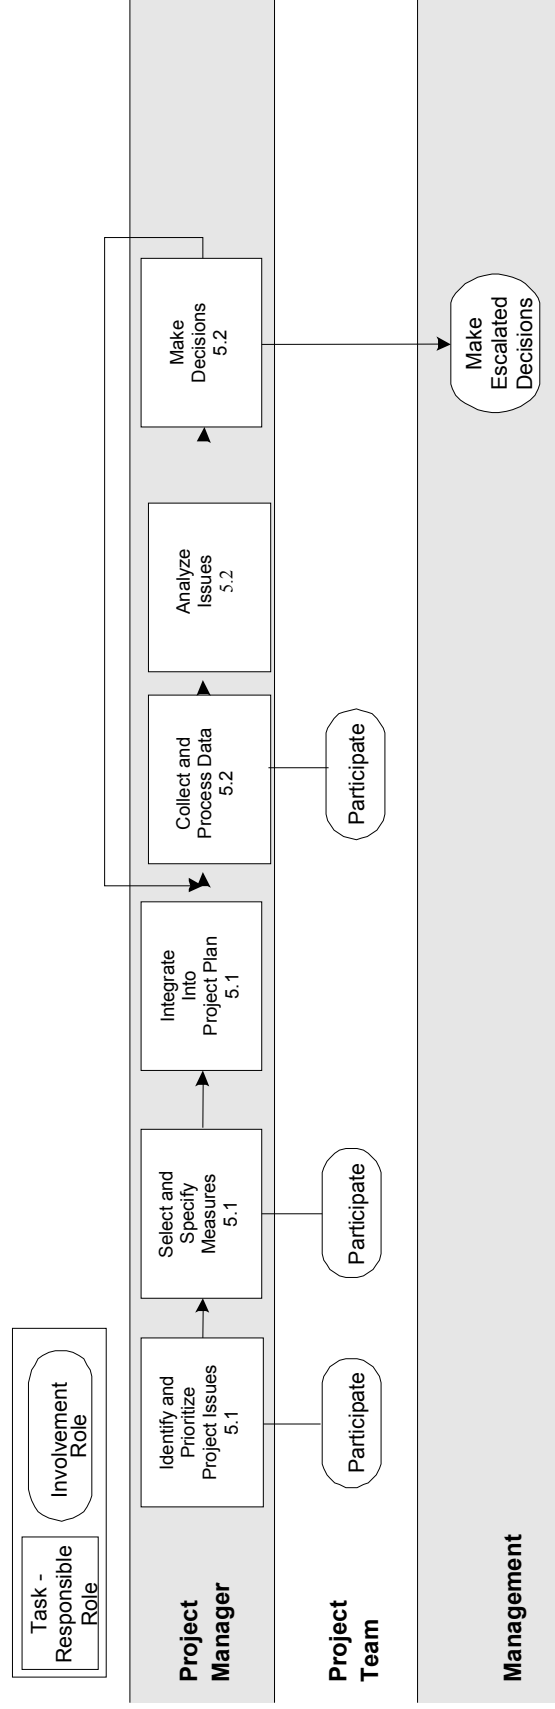 Task -
Responsible
Role
Involvement
Role
Project
Manager
Identify and
Prioritize
Project Issues
5.1
Select and
Specify
Measures
5.1
Integrate
Into
Project Plan
5.1
Collect and
Process Data
5.2
Analyze
Issues
5.2
Make
Decisions
5.2
Project
Team
Participate
Participate
Participate
Management
Make
Escalated
Decisions